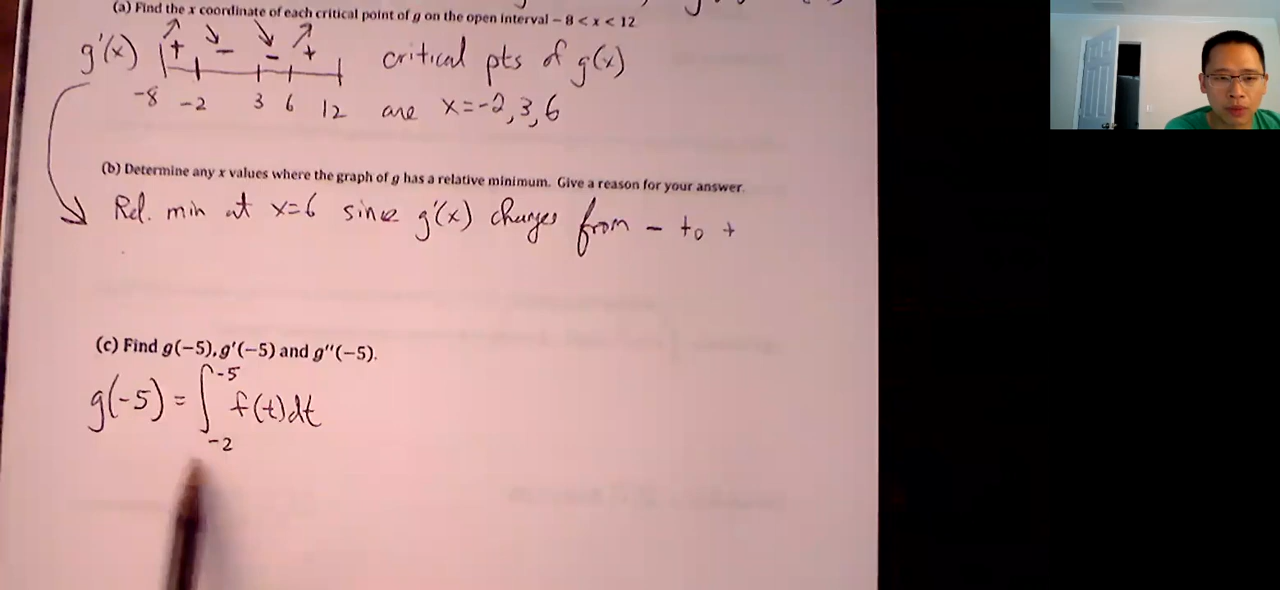 (a) Find the x coordinate of each critical point of g on the open interval − 8 < x < 12
g'(x) + − − + critical pts of g(x)
-8 -2 3 6 12 are x=-2,3,6
(b) Determine any x values where the graph of g has a relative minimum. Give a reason for your answer.
Rel. min at x=6 since g'(x) changes from − to +
(c) Find g(−5), g′(−5) and g′′(−5).
g(-5) = ∫_{-2}^{-5} f(t)dt